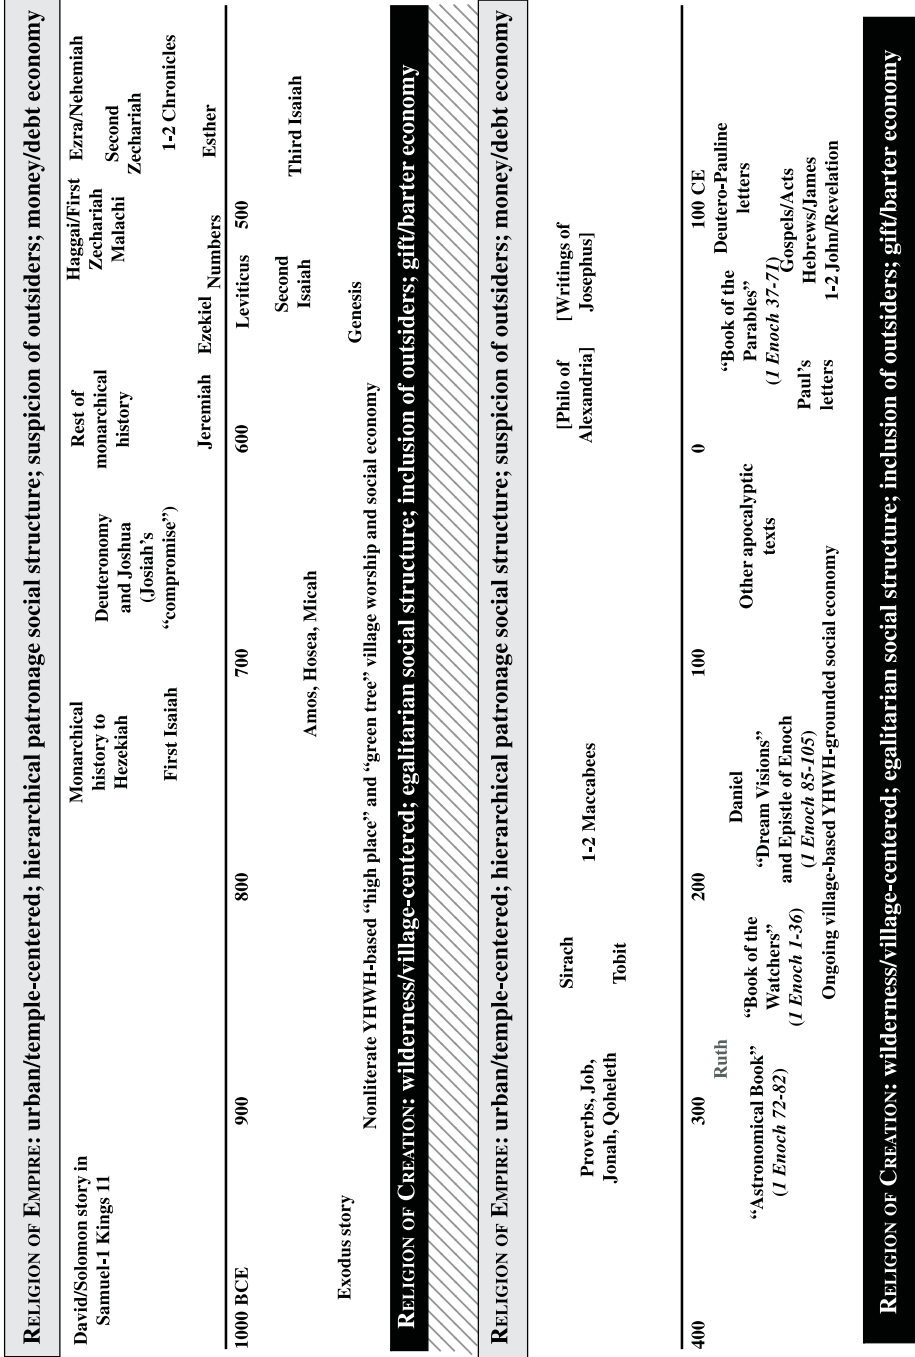 RELIGION OF EMPIRE: urban/temple-centered; hierarchical patronage social structure; suspicion of outsiders; money/debt economy
David/Solomon story in
Samuel-1 Kings 11
Monarchical
history to
Hezekiah
First Isaiah
Deuteronomy
and Joshua
(Josiah’s
“compromise”)
Rest of
monarchical
history
Jeremiah
Ezekiel
Haggai/First
Zechariah
Malachi
Numbers
Ezra/Nehemiah
Second
Zechariah
1-2 Chronicles
Esther
1000 BCE
900
800
700
600
Leviticus
500
Exodus story
Amos, Hosea, Micah
Second
Isaiah
Third Isaiah
Genesis
Nonliterate YHWH-based “high place” and “green tree” village worship and social economy
RELIGION OF CREATION: wilderness/village-centered; egalitarian social structure; inclusion of outsiders; gift/barter economy
RELIGION OF EMPIRE: urban/temple-centered; hierarchical patronage social structure; suspicion of outsiders; money/debt economy
Proverbs, Job,
Jonah, Qoheleth
Sirach
Tobit
1-2 Maccabees
[Philo of
Alexandria]
[Writings of
Josephus]
400
300
200
100
0
100 CE
Ruth
“Astronomical Book”
(1 Enoch 72-82)
“Book of the
Watchers”
(1 Enoch 1-36)
Daniel
“Dream Visions”
and Epistle of Enoch
(1 Enoch 85-105)
Other apocalyptic
texts
“Book of the
Parables”
(1 Enoch 37-71)
Paul’s
letters
Deutero-Pauline
letters
Gospels/Acts
Hebrews/James
1-2 John/Revelation
Ongoing village-based YHWH-grounded social economy
RELIGION OF CREATION: wilderness/village-centered; egalitarian social structure; inclusion of outsiders; gift/barter economy